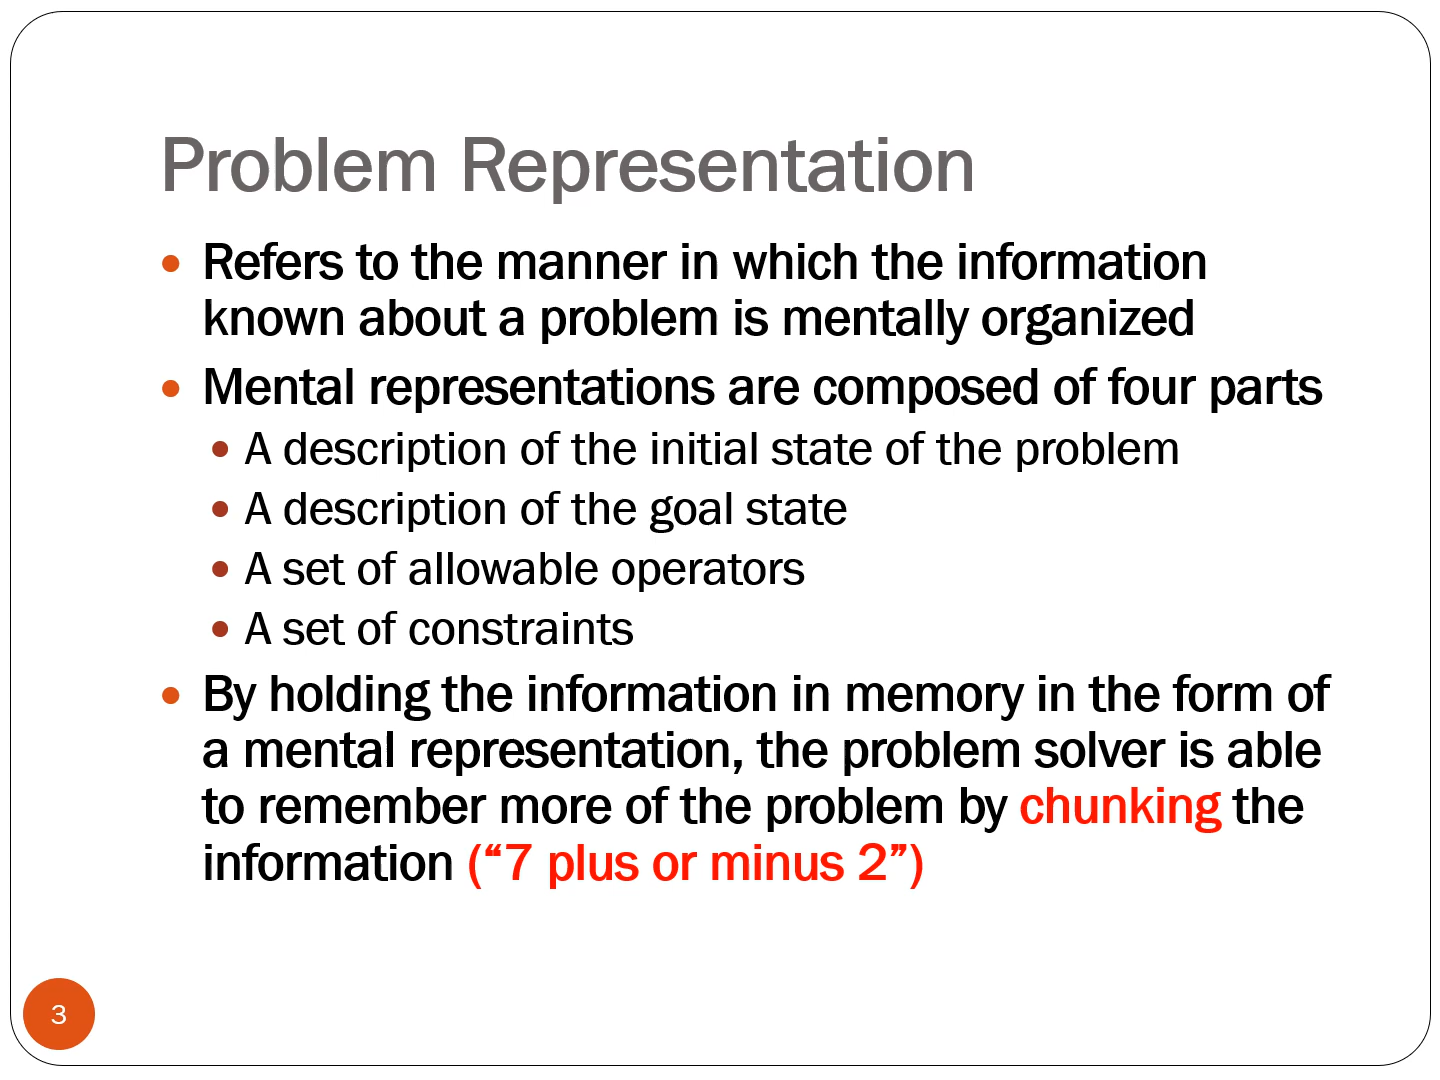 Problem Representation
Refers to the manner in which the information
known about a problem is mentally organized
Mental representations are composed of four parts
A description of the initial state of the problem
A description of the goal state
A set of allowable operators
A set of constraints
By holding the information in memory in the form of
a mental representation, the problem solver is able
to remember more of the problem by chunking the
information (“7 plus or minus 2”)
3